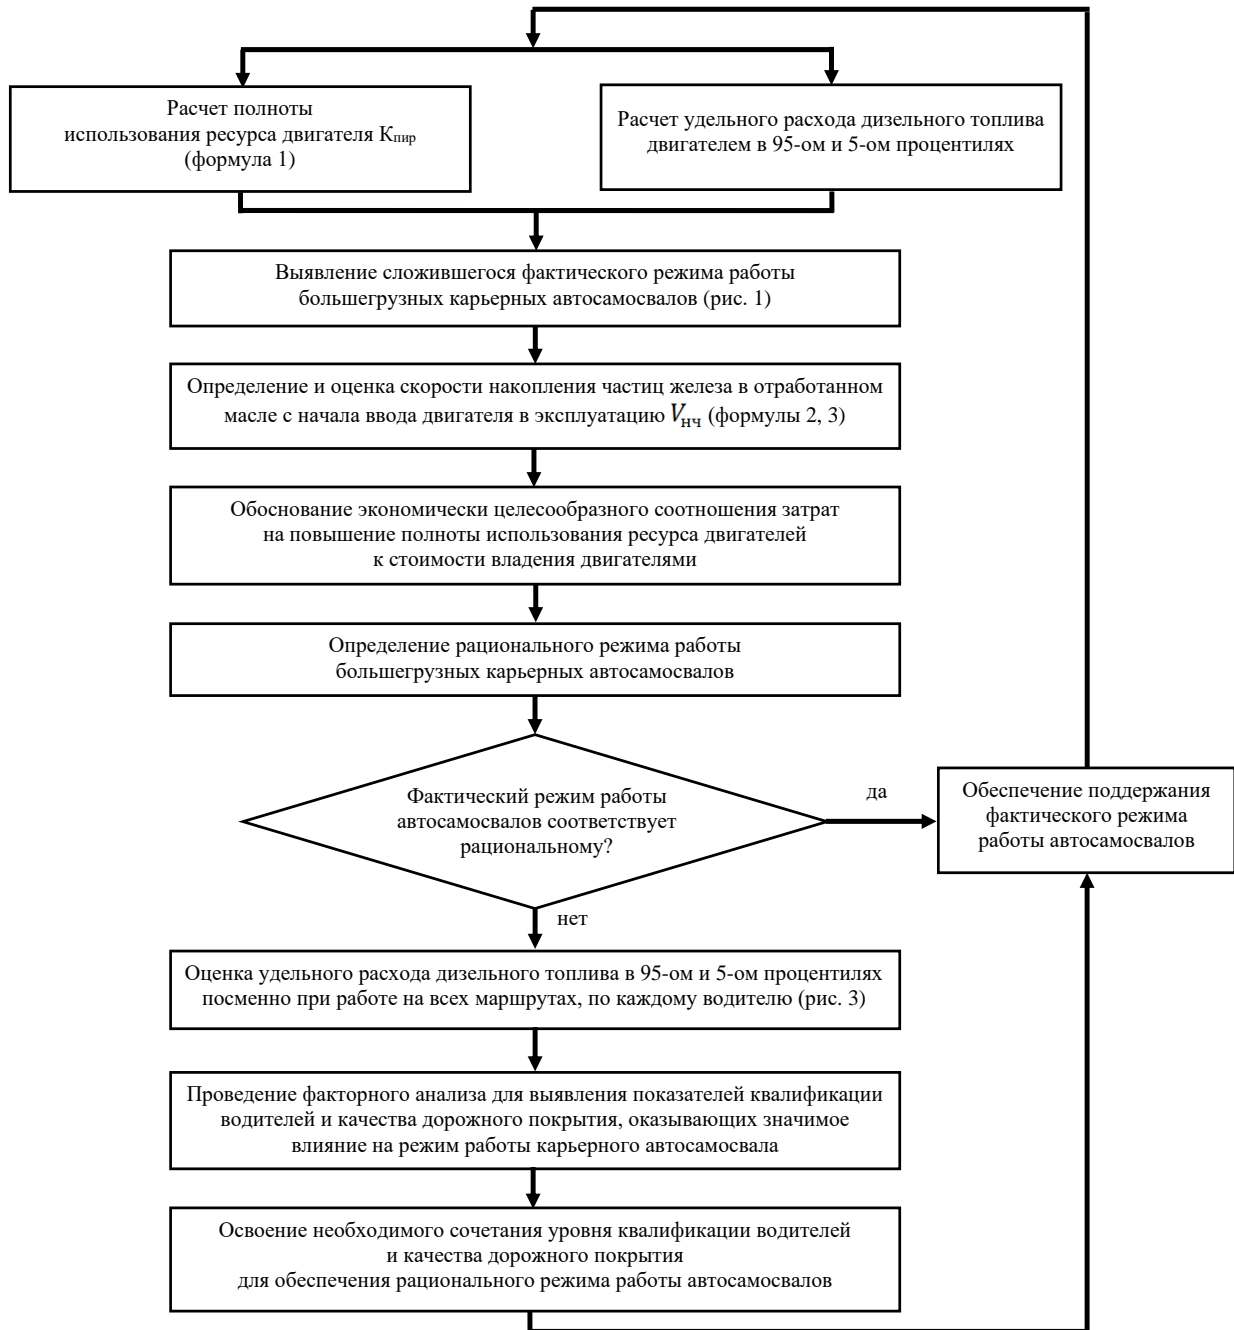 Расчет полноты
использования ресурса двигателя Кпир
(формула 1)
Расчет удельного расхода дизельного топлива
двигателем в 95-ом и 5-ом процентилях
Выявление сложившегося фактического режима работы
большегрузных карьерных автосамосвалов (рис. 1)
Определение и оценка скорости накопления частиц железа в отработанном
масле с начала ввода двигателя в эксплуатацию Vнч (формулы 2, 3)
Обоснование экономически целесообразного соотношения затрат
на повышение полноты использования ресурса двигателей
к стоимости владения двигателями
Определение рационального режима работы
большегрузных карьерных автосамосвалов
Фактический режим работы
автосамосвалов соответствует
рациональному?
да
Обеспечение поддержания
фактического режима
работы автосамосвалов
нет
Оценка удельного расхода дизельного топлива в 95-ом и 5-ом процентилях
посменно при работе на всех маршрутах, по каждому водителю (рис. 3)
Проведение факторного анализа для выявления показателей квалификации
водителей и качества дорожного покрытия, оказывающих значимое
влияние на режим работы карьерного автосамосвала
Освоение необходимого сочетания уровня квалификации водителей
и качества дорожного покрытия
для обеспечения рационального режима работы автосамосвалов